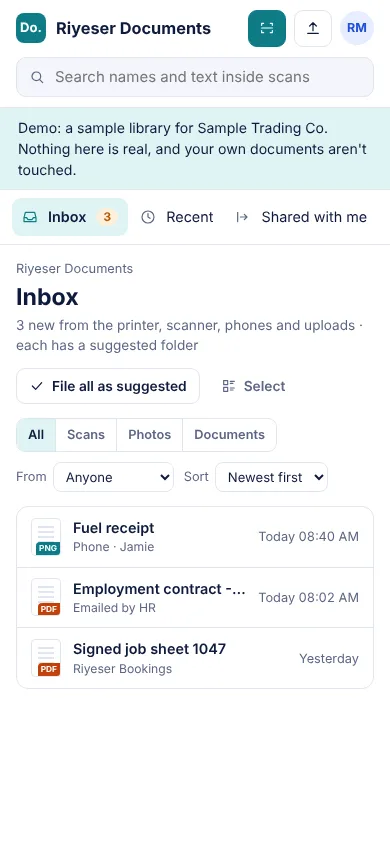 Do. Riyeser Documents RM
Search names and text inside scans
Demo: a sample library for Sample Trading Co.
Nothing here is real, and your own documents aren't
touched.
Inbox 3 Recent Shared with me
Riyeser Documents
Inbox
3 new from the printer, scanner, phones and uploads ·
each has a suggested folder
File all as suggested Select
All Scans Photos Documents
From Anyone Sort Newest first
Fuel receipt
PNG Phone · Jamie Today 08:40 AM
Employment contract -...
PDF Emailed by HR Today 08:02 AM
Signed job sheet 1047
PDF Riyeser Bookings Yesterday